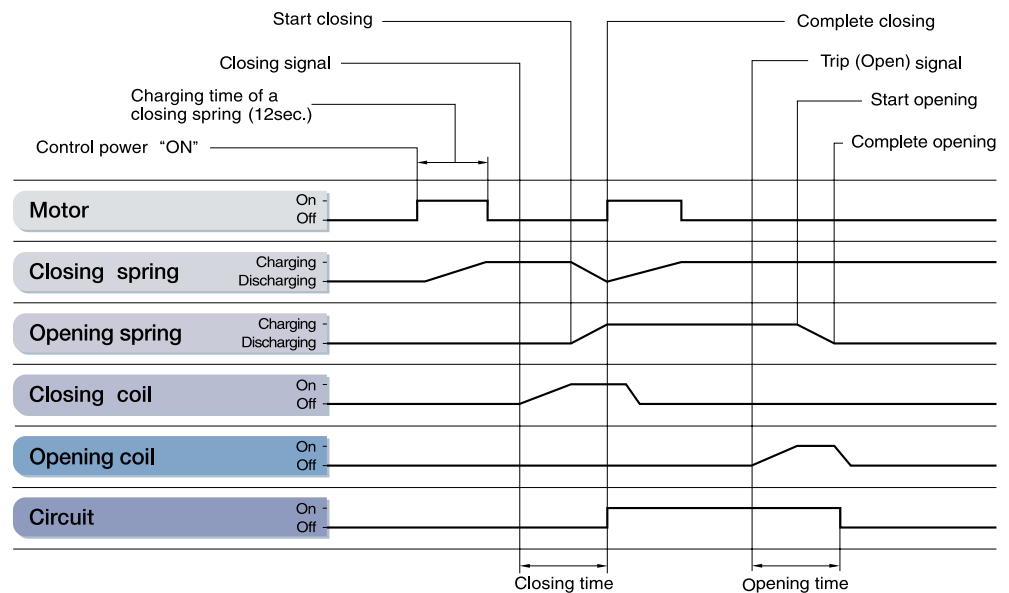 Start closing
Complete closing
Closing signal
Trip (Open) signal
Charging time of a
closing spring (12sec.)
Start opening
Control power "ON"
Complete opening
Motor
On
Off
Closing spring
Charging
Discharging
Opening spring
Charging
Discharging
Closing coil
On
Off
Opening coil
On
Off
Circuit
On
Off
Closing time
Opening time